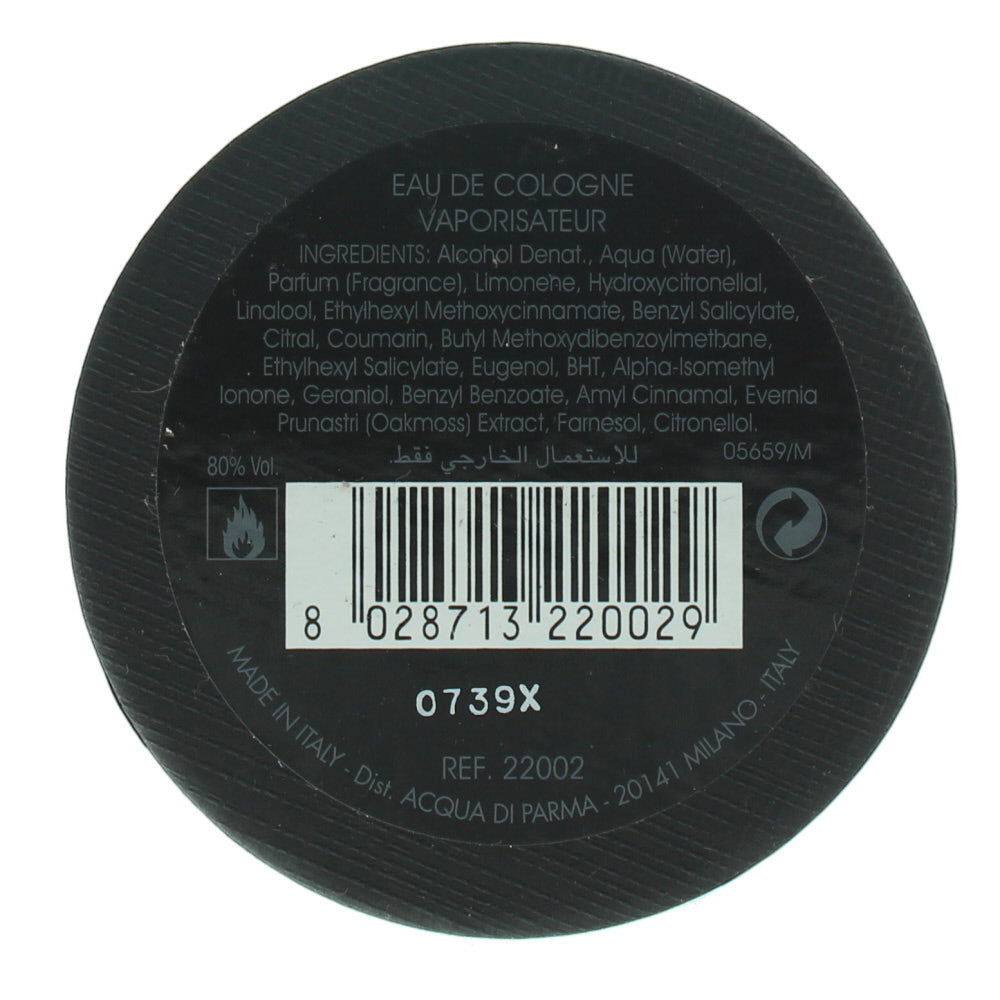 EAU DE COLOGNE
VAPORISATEUR
INGREDIENTS: Alcohol Denat., Aqua (Water),
Parfum (Fragrance), Limonene, Hydroxycitronellal,
Linalool, Ethylhexyl Methoxycinnamate, Benzyl Salicylate,
Citral, Coumarin, Butyl Methoxydibenzoylmethane,
Ethylhexyl Salicylate, Eugenol, BHT, Alpha-Isomethyl
Ionone, Geraniol, Benzyl Benzoate, Amyl Cinnamal, Evernia
Prunastri (Oakmoss) Extract, Farnesol, Citronellol.
80% Vol.
للاستعمال الخارجي فقط.
05659/M
8 028713 220029
0739X
REF. 22002
MADE IN ITALY - Dist. ACQUA DI PARMA - 20141 MILANO - ITALY